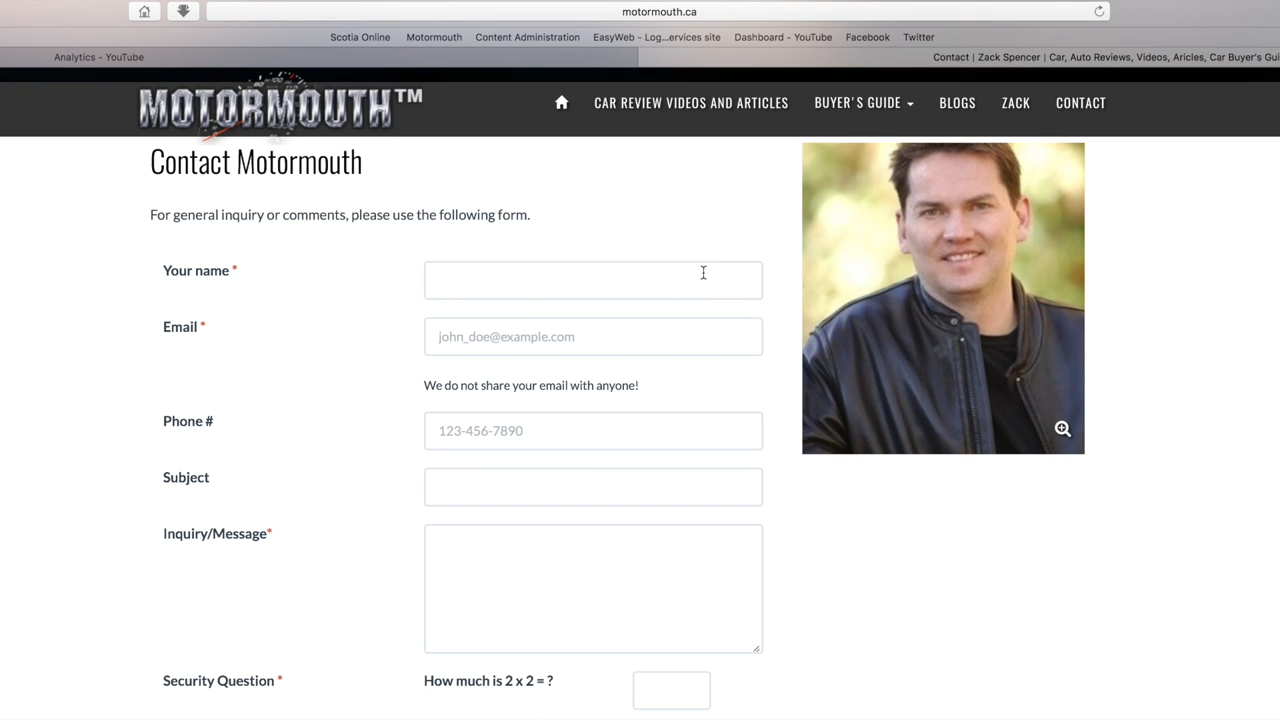 motormouth.ca
Scotia Online Motormouth Content Administration EasyWeb - Log...ervices site Dashboard - YouTube Facebook Twitter
Analytics - YouTube Contact | Zack Spencer | Car, Auto Reviews, Videos, Aricles, Car Buyer's Gui
MOTORMOUTH™ CAR REVIEW VIDEOS AND ARTICLES BUYER'S GUIDE BLOGS ZACK CONTACT
Contact Motormouth
For general inquiry or comments, please use the following form.
Your name *
Email * john_doe@example.com
We do not share your email with anyone!
Phone # 123-456-7890
Subject
Inquiry/Message*
Security Question * How much is 2 x 2 = ?